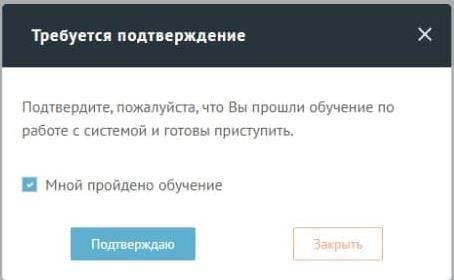 Требуется подтверждение
Подтвердите, пожалуйста, что Вы прошли обучение по
работе с системой и готовы приступить.
Мной пройдено обучение
Подтверждаю
Закрыть